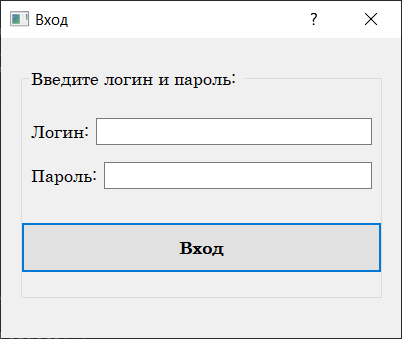 Вход
?
Введите логин и пароль:
Логин:
Пароль:
Вход